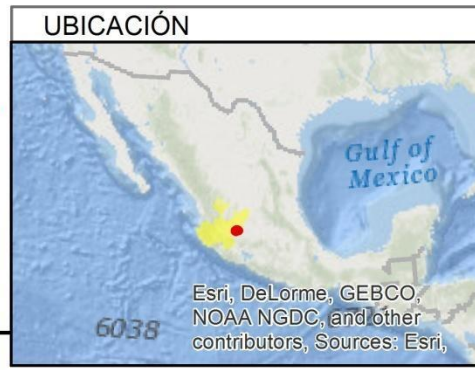 UBICACIÓN
Gulf of
Mexico
Esri, DeLorme, GEBCO,
NOAA NGDC, and other
contributors, Sources: Esri,
6038